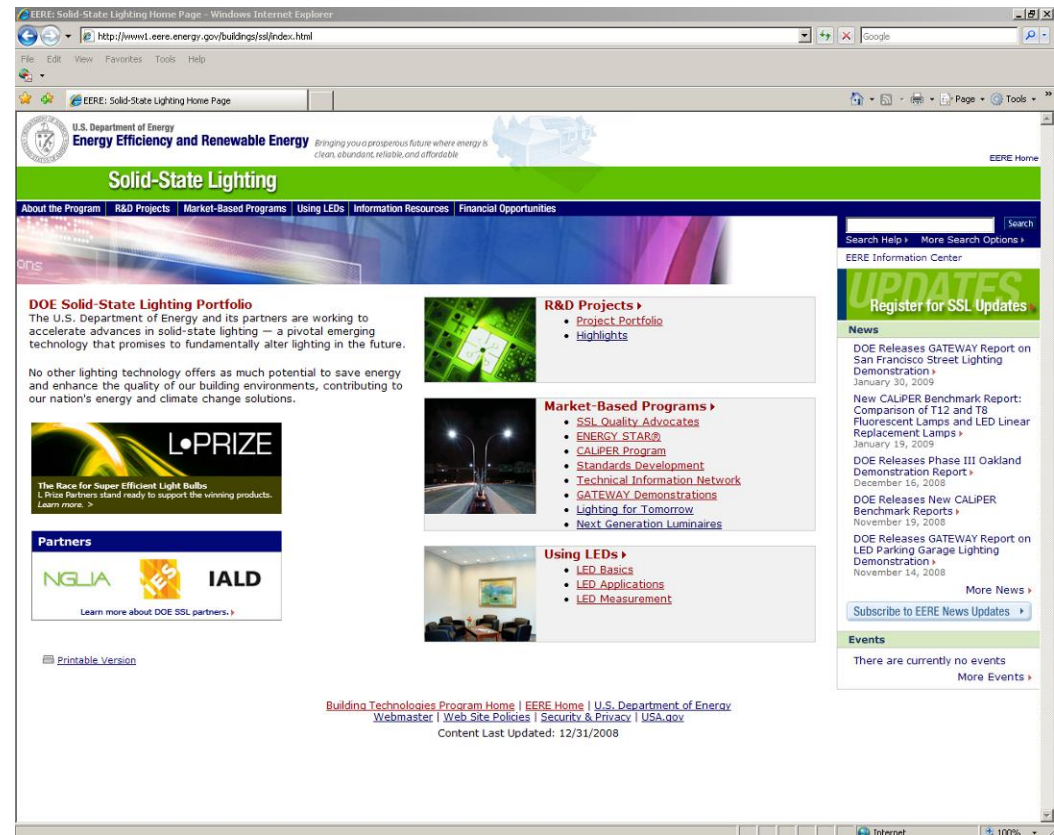 EERE: Solid-State Lighting Home Page - Windows Internet Explorer
http://www1.eere.energy.gov/buildings/ssl/index.html
Google
File Edit View Favorites Tools Help
EERE: Solid-State Lighting Home Page
Page
Tools
U.S. Department of Energy
Energy Efficiency and Renewable Energy
Bringing you a prosperous future where energy is
clean, abundant, reliable, and affordable
EERE Home
Solid-State Lighting
About the Program | R&D Projects | Market-Based Programs | Using LEDs | Information Resources | Financial Opportunities
Search
Search Help More Search Options
EERE Information Center
ons
DOE Solid-State Lighting Portfolio
The U.S. Department of Energy and its partners are working to
accelerate advances in solid-state lighting — a pivotal emerging
technology that promises to fundamentally alter lighting in the future.
No other lighting technology offers as much potential to save energy
and enhance the quality of our building environments, contributing to
our nation's energy and climate change solutions.
L•PRIZE
The Race for Super Efficient Light Bulbs
L Prize Partners stand ready to support the winning products.
Learn more. >
Partners
NGLIA
IES
IALD
Learn more about DOE SSL partners.
Printable Version
R&D Projects
Project Portfolio
Highlights
Market-Based Programs
SSL Quality Advocates
ENERGY STAR®
CALiPER Program
Standards Development
Technical Information Network
GATEWAY Demonstrations
Lighting for Tomorrow
Next Generation Luminaires
Using LEDs
LED Basics
LED Applications
LED Measurement
UPDATES
Register for SSL Updates
News
DOE Releases GATEWAY Report on
San Francisco Street Lighting
Demonstration
January 30, 2009
New CALiPER Benchmark Report:
Comparison of T12 and T8
Fluorescent Lamps and LED Linear
Replacement Lamps
January 19, 2009
DOE Releases Phase III Oakland
Demonstration Report
December 16, 2008
DOE Releases New CALiPER
Benchmark Reports
November 19, 2008
DOE Releases GATEWAY Report on
LED Parking Garage Lighting
Demonstration
November 14, 2008
More News
Subscribe to EERE News Updates
Events
There are currently no events
More Events
Building Technologies Program Home | EERE Home | U.S. Department of Energy
Webmaster | Web Site Policies | Security & Privacy | USA.gov
Content Last Updated: 12/31/2008
Internet
100%